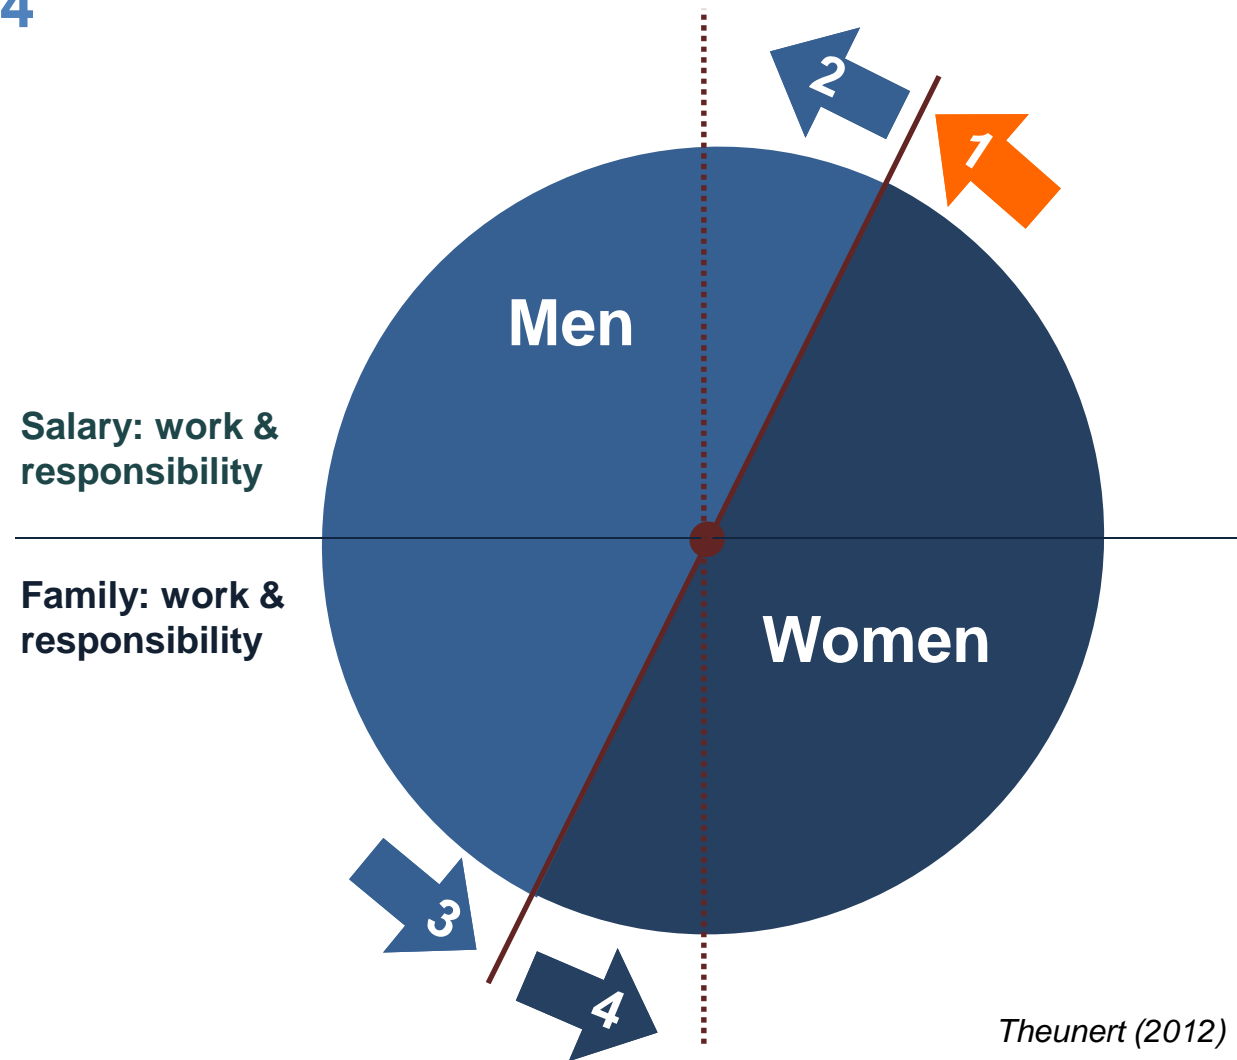 4
2
1
Men
Salary: work &
responsibility
Family: work &
responsibility
Women
3
4
Theunert (2012)